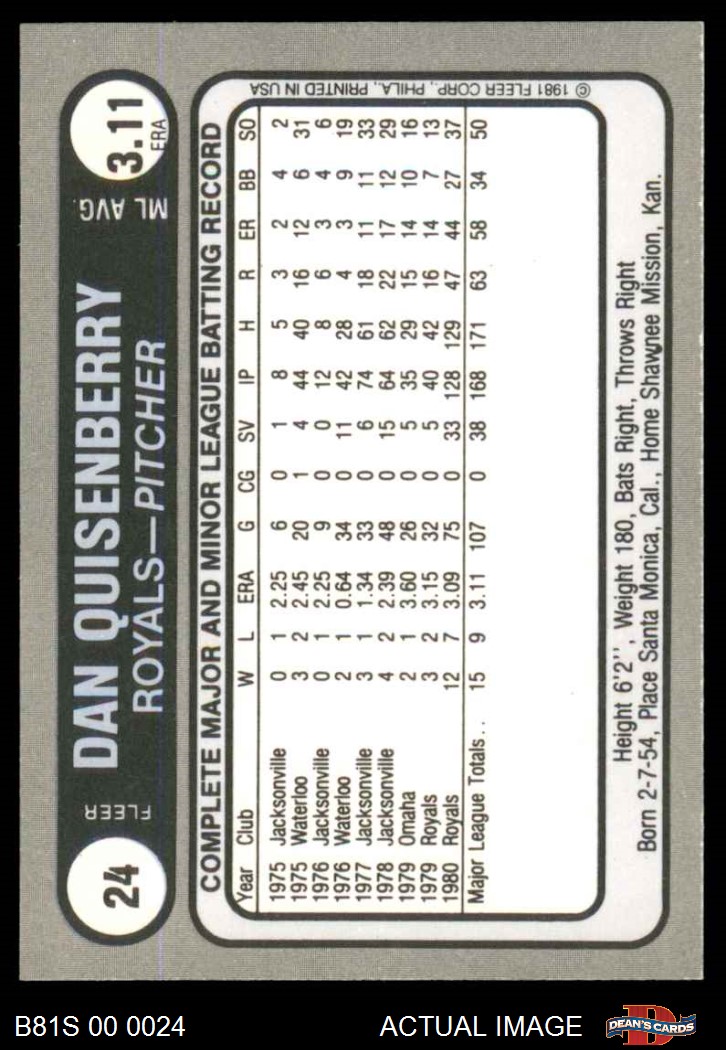 24
FLEER
DAN QUISENBERRY
ROYALS—PITCHER
ML AVG.
3.11
ERA
COMPLETE MAJOR AND MINOR LEAGUE BATTING RECORD
Year Club W L ERA G CG SV IP H R ER BB SO
1975 Jacksonville 0 1 2.25 6 0 1 8 5 3 2 4 2
1975 Waterloo 3 2 2.45 20 1 4 44 40 16 12 6 31
1976 Jacksonville 0 1 2.25 9 0 0 12 8 6 3 4 6
1976 Waterloo 2 1 0.64 34 0 11 42 28 4 3 9 19
1977 Jacksonville 3 1 1.34 33 0 6 74 61 18 11 11 33
1978 Jacksonville 4 2 2.39 48 0 15 64 62 22 17 12 29
1979 Omaha 2 1 3.60 26 0 5 35 29 15 14 10 16
1979 Royals 3 2 3.15 32 0 5 40 42 16 14 7 13
1980 Royals 12 7 3.09 75 0 33 128 129 47 44 27 37
Major League Totals... 15 9 3.11 107 0 38 168 171 63 58 34 50
© 1981 FLEER CORP., PHILA., PRINTED IN USA
Height 6'2'', Weight 180, Bats Right, Throws Right
Born 2-7-54, Place Santa Monica, Cal., Home Shawnee Mission, Kan.
B81S 00 0024
ACTUAL IMAGE
D
DEAN'S CARDS